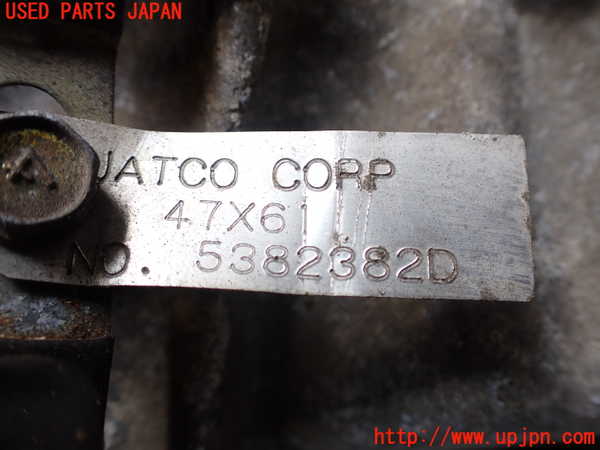 USED PARTS JAPAN
JATCO CORP
47X61
NO. 5382382D
http://www.upjpn.com/